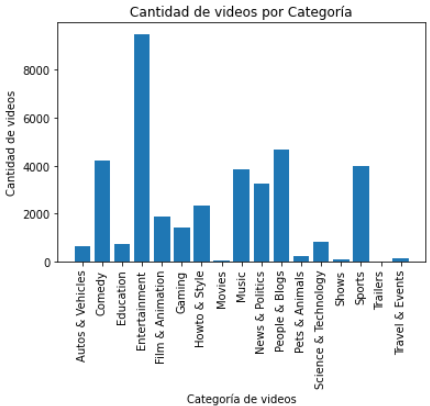 Cantidad de videos por Categoría
Cantidad de videos
8000
6000
4000
2000
0
Autos & Vehicles
Comedy
Education
Entertainment
Film & Animation
Gaming
Howto & Style
Movies
Music
News & Politics
People & Blogs
Pets & Animals
Science & Technology
Shows
Sports
Trailers
Travel & Events
Categoría de videos